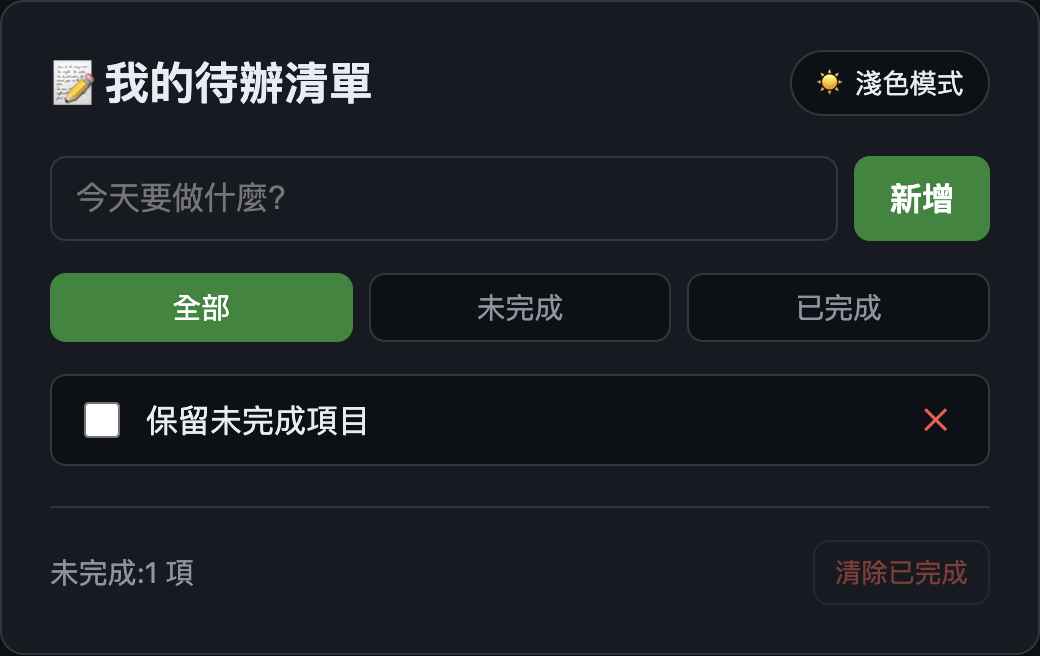 我的待辦清單
淺色模式
今天要做什麼?
新增
全部
未完成
已完成
保留未完成項目
未完成:1 項
清除已完成